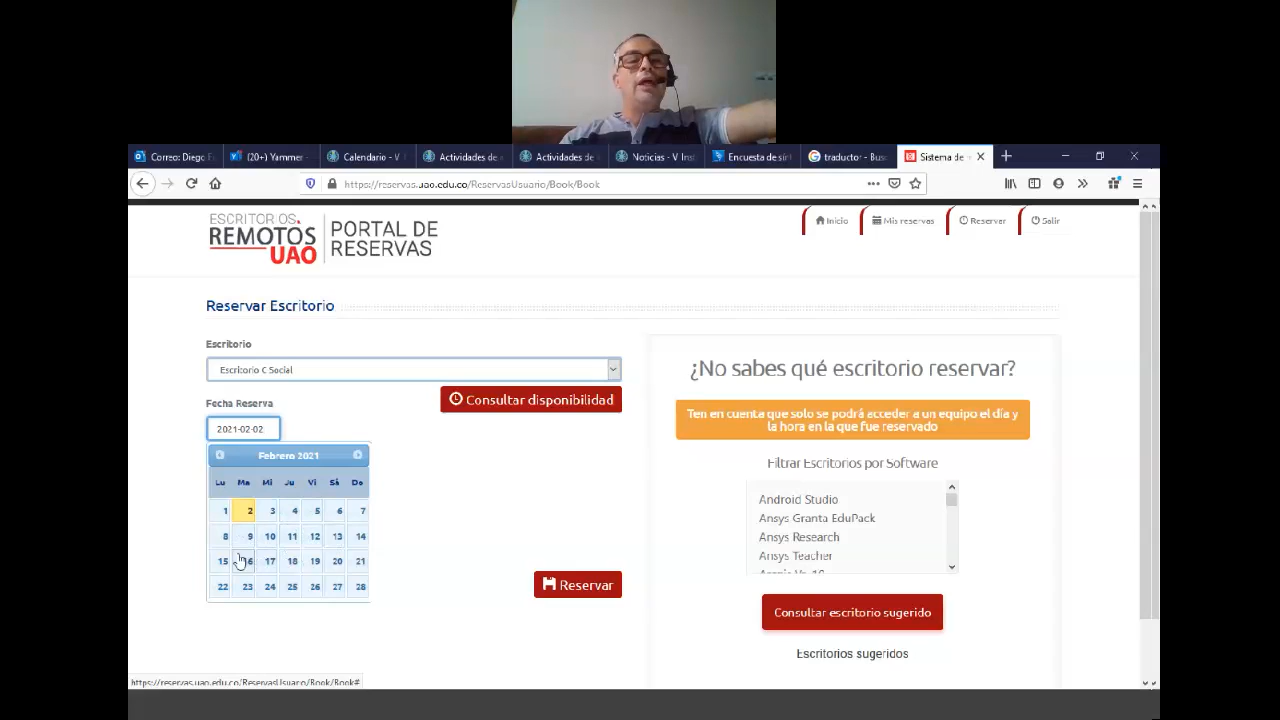 Correo: Diego F
(20+) Yammer
Calendario - V
Actividades de
Actividades de
Noticias - V Inst
Encuesta de sín
traductor - Bus
Sistema de
https://reservas.uao.edu.co/ReservasUsuario/Book/Book
ESCRITORIOS
REMOTOS
UAO
PORTAL DE
RESERVAS
Inicio
Mis reservas
Reservar
Salir
Reservar Escritorio
Escritorio
Escritorio C Social
Consultar disponibilidad
Fecha Reserva
2021-02-02
Febrero 2021
Lu Ma Mi Ju Vi Sá Do
1 2 3 4 5 6 7
8 9 10 11 12 13 14
15 16 17 18 19 20 21
22 23 24 25 26 27 28
Reservar
¿No sabes qué escritorio reservar?
Ten en cuenta que solo se podrá acceder a un equipo el día y
la hora en la que fue reservado
Filtrar Escritorios por Software
Android Studio
Ansys Granta EduPack
Ansys Research
Ansys Teacher
Consultar escritorio sugerido
Escritorios sugeridos
https://reservas.uao.edu.co/ReservasUsuario/Book/Book#